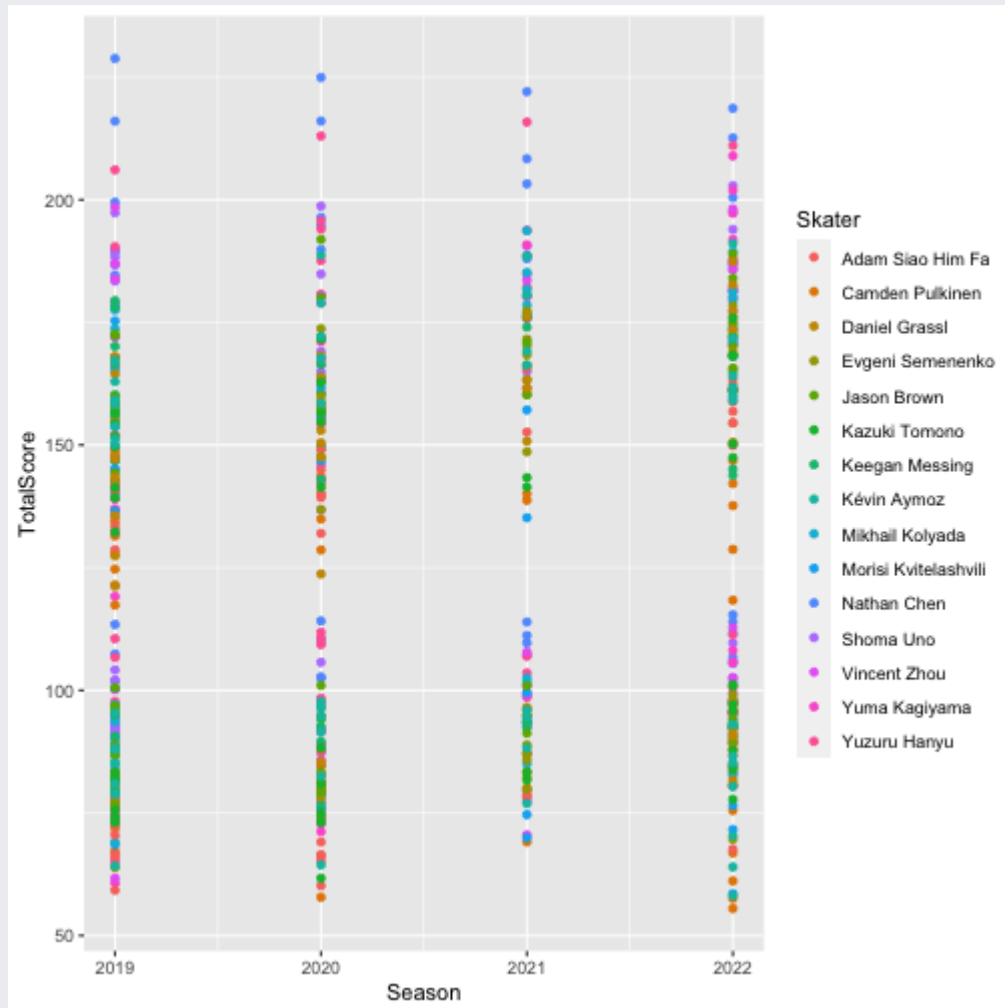 200
150
100
50
TotalScore
2019 2020 2021 2022
Season
Skater
Adam Siao Him Fa
Camden Pulkinen
Daniel Grassl
Evgeni Semenenko
Jason Brown
Kazuki Tomono
Keegan Messing
Kévin Aymoz
Mikhail Kolyada
Morisi Kvitelashvili
Nathan Chen
Shoma Uno
Vincent Zhou
Yuma Kagiyama
Yuzuru Hanyu